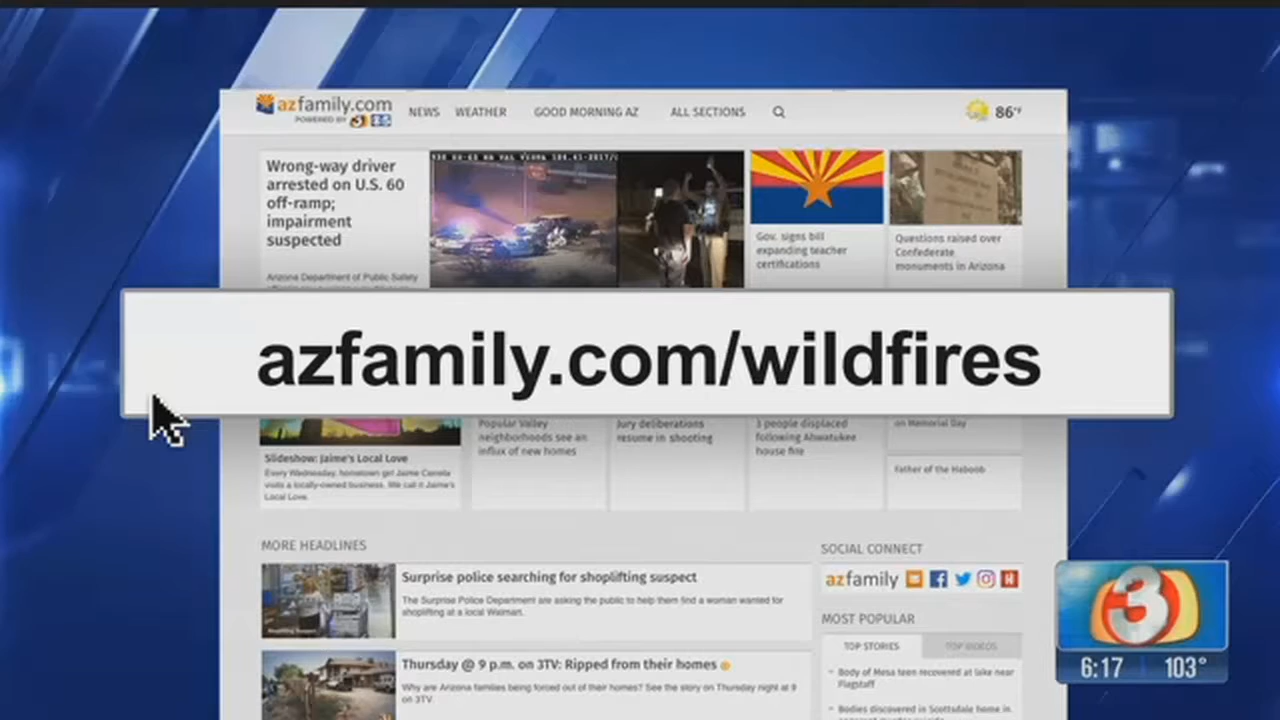 azfamily.com
POWERED BY 3 5
NEWS WEATHER GOOD MORNING AZ ALL SECTIONS
86°F
Wrong-way driver
arrested on U.S. 60
off-ramp;
impairment
suspected
Arizona Department of Public Safety
Gov. signs bill
expanding teacher
certifications
Questions raised over
Confederate
monuments in Arizona
azfamily.com/wildfires
Slideshow: Jaime's Local Love
Every Wednesday, hometown girl Jaime Cerreta
visits a locally-owned business. We call it Jaime's
Local Love.
Popular Valley
neighborhoods see an
influx of new homes
Jury deliberations
resume in shooting
3 people displaced
following Ahwatukee
house fire
on Memorial Day
Father of the Haboob
MORE HEADLINES
Surprise police searching for shoplifting suspect
The Surprise Police Department are asking the public to help them find a woman wanted for
shoplifting at a local Walmart.
Thursday @ 9 p.m. on 3TV: Ripped from their homes
Why are Arizona families being forced out of their homes? See the story on Thursday night at 9
on 3TV.
SOCIAL CONNECT
azfamily
MOST POPULAR
TOP STORIES TOP VIDEOS
Body of Mesa teen recovered at lake near
Flagstaff
Bodies discovered in Scottsdale home in
3
6:17 103°